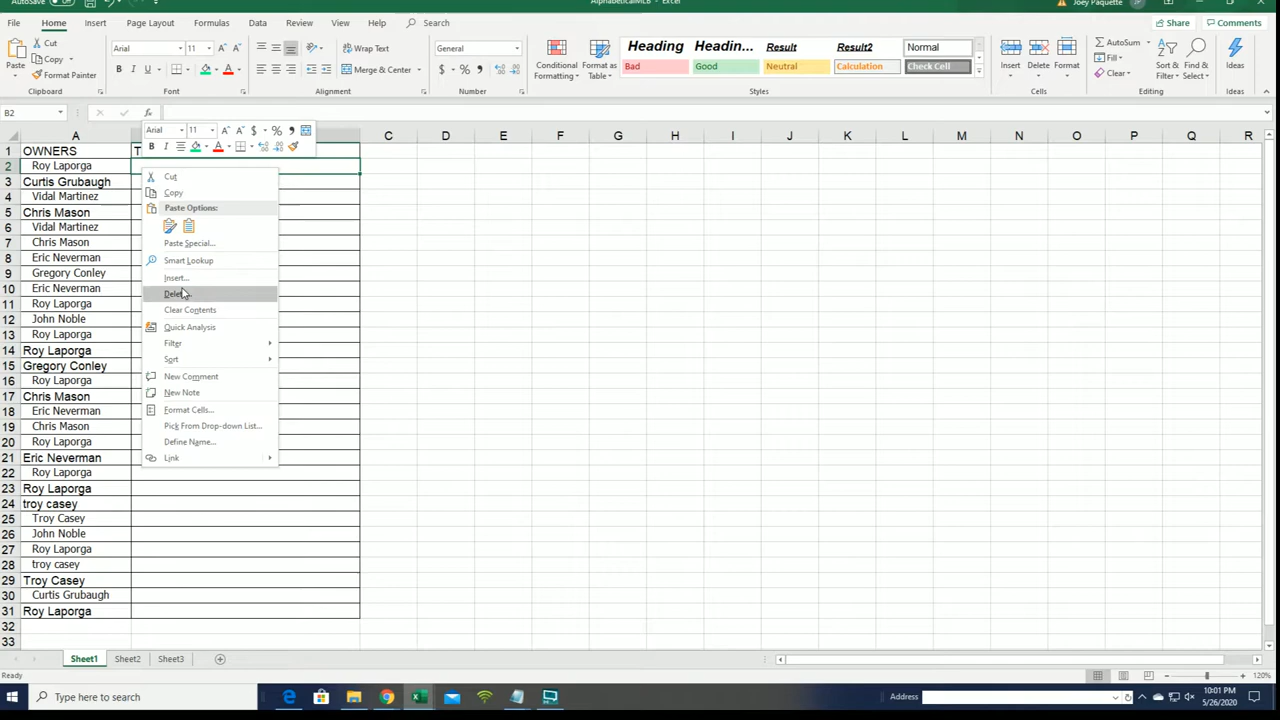 AutoSave Off AlphabeticalMLB - Excel Joey Paquette JP
File Home Insert Page Layout Formulas Data Review View Help Search Share Comments
Paste Cut Copy Format Painter
Clipboard
Arial 11
B I U
Font
Wrap Text
Merge & Center
Alignment
General
Number
Conditional Formatting
Format as Table
Heading Headin... Result Result2 Normal
Bad Good Neutral Calculation Check Cell
Styles
Insert Delete Format
Cells
AutoSum
Fill
Clear
Sort & Filter
Find & Select
Editing
Ideas
Ideas
B2
Arial 11
B I
A C D E F G H I J K L M N O P Q R
1 OWNERS T
2 Roy Laporga
3 Curtis Grubaugh
4 Vidal Martinez
5 Chris Mason
6 Vidal Martinez
7 Chris Mason
8 Eric Neverman
9 Gregory Conley
10 Eric Neverman
11 Roy Laporga
12 John Noble
13 Roy Laporga
14 Roy Laporga
15 Gregory Conley
16 Roy Laporga
17 Chris Mason
18 Eric Neverman
19 Chris Mason
20 Roy Laporga
21 Eric Neverman
22 Roy Laporga
23 Roy Laporga
24 troy casey
25 Troy Casey
26 John Noble
27 Roy Laporga
28 troy casey
29 Troy Casey
30 Curtis Grubaugh
31 Roy Laporga
32
33
Cut
Copy
Paste Options:
Paste Special...
Smart Lookup
Insert...
Delete...
Clear Contents
Quick Analysis
Filter
Sort
New Comment
New Note
Format Cells...
Pick From Drop-down List...
Define Name...
Link
Sheet1 Sheet2 Sheet3
Ready 120%
Type here to search Address 10:01 PM
5/26/2020